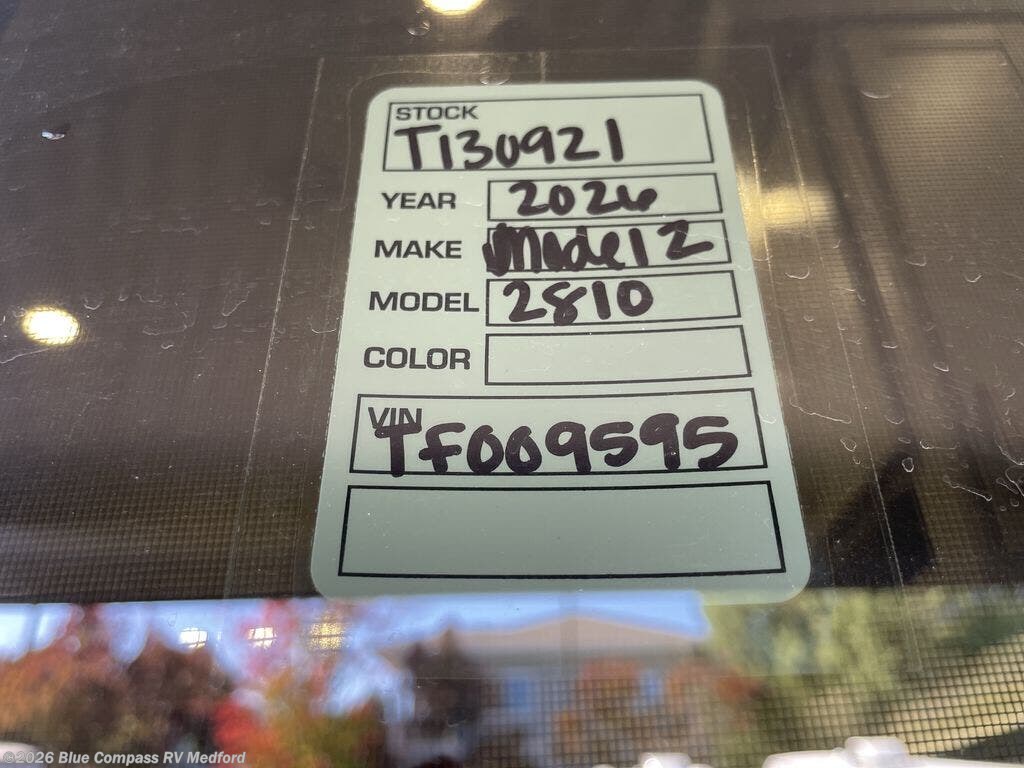 STOCK
T130921
YEAR 2026
MAKE Model Z
MODEL 2810
COLOR
VIN
TF009595
©2026 Blue Compass RV Medford